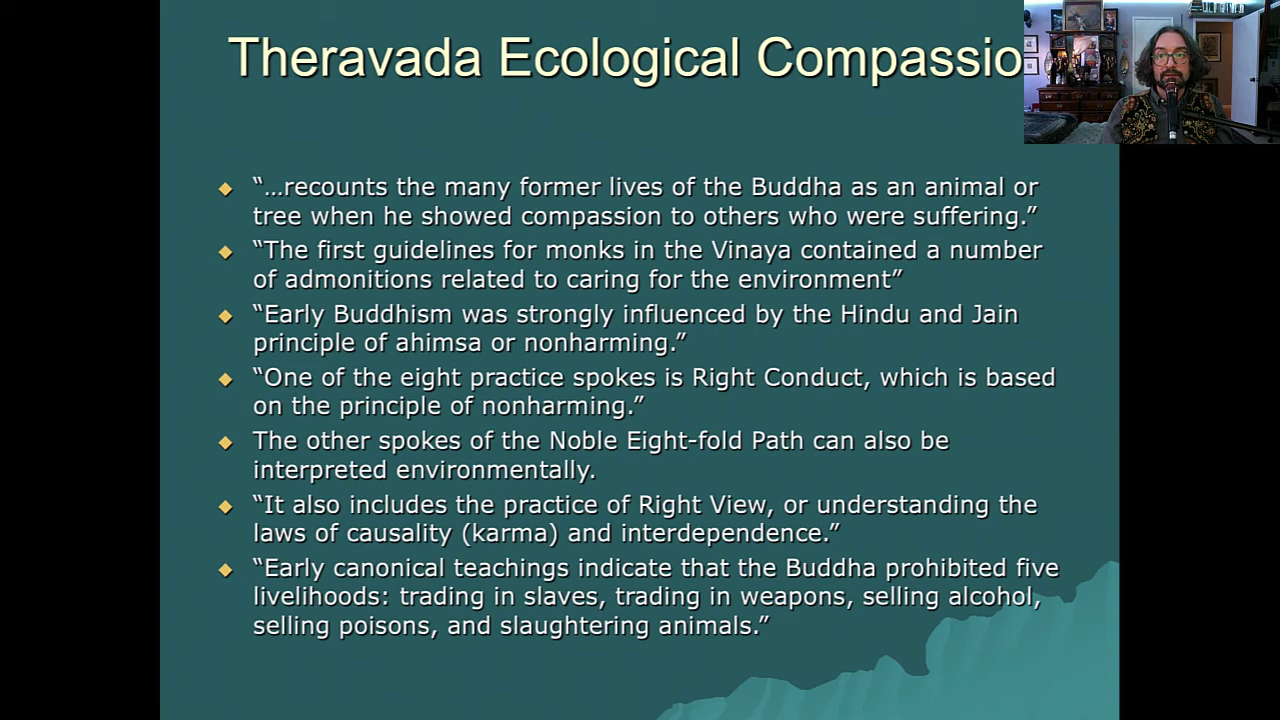 Theravada Ecological Compassio
“…recounts the many former lives of the Buddha as an animal or
tree when he showed compassion to others who were suffering.”
“The first guidelines for monks in the Vinaya contained a number
of admonitions related to caring for the environment”
“Early Buddhism was strongly influenced by the Hindu and Jain
principle of ahimsa or nonharming.”
“One of the eight practice spokes is Right Conduct, which is based
on the principle of nonharming.”
The other spokes of the Noble Eight-fold Path can also be
interpreted environmentally.
“It also includes the practice of Right View, or understanding the
laws of causality (karma) and interdependence.”
“Early canonical teachings indicate that the Buddha prohibited five
livelihoods: trading in slaves, trading in weapons, selling alcohol,
selling poisons, and slaughtering animals.”